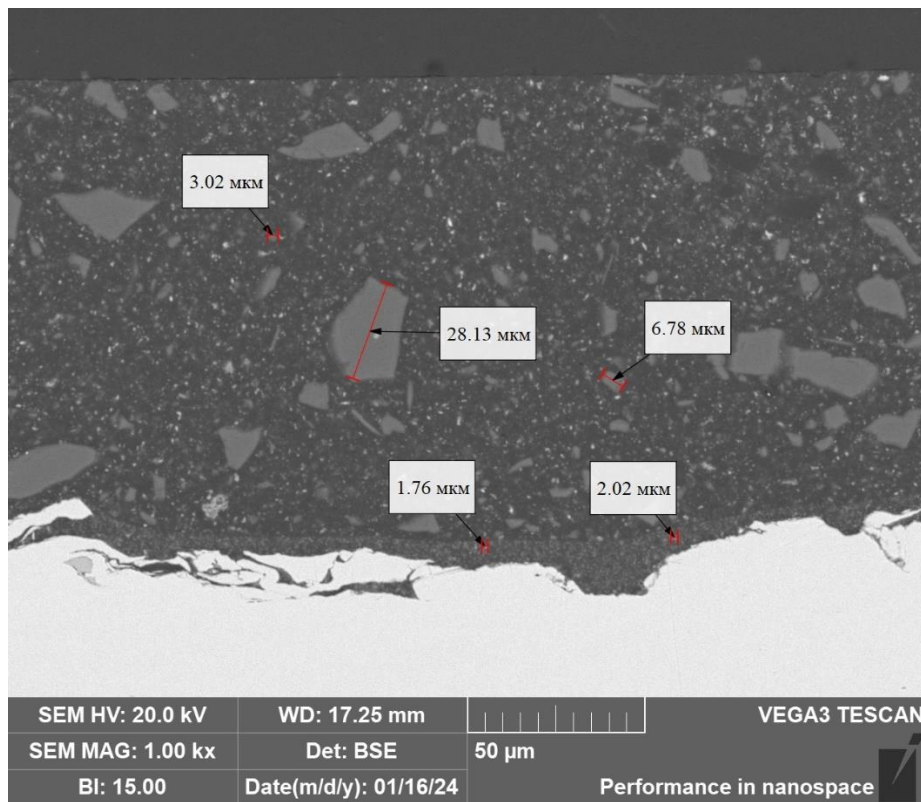 3.02 мкм
28.13 мкм
6.78 мкм
1.76 мкм
2.02 мкм
SEM HV: 20.0 kV
WD: 17.25 mm
VEGA3 TESCAN
SEM MAG: 1.00 kx
Det: BSE
50 µm
BI: 15.00
Date(m/d/y): 01/16/24
Performance in nanospace